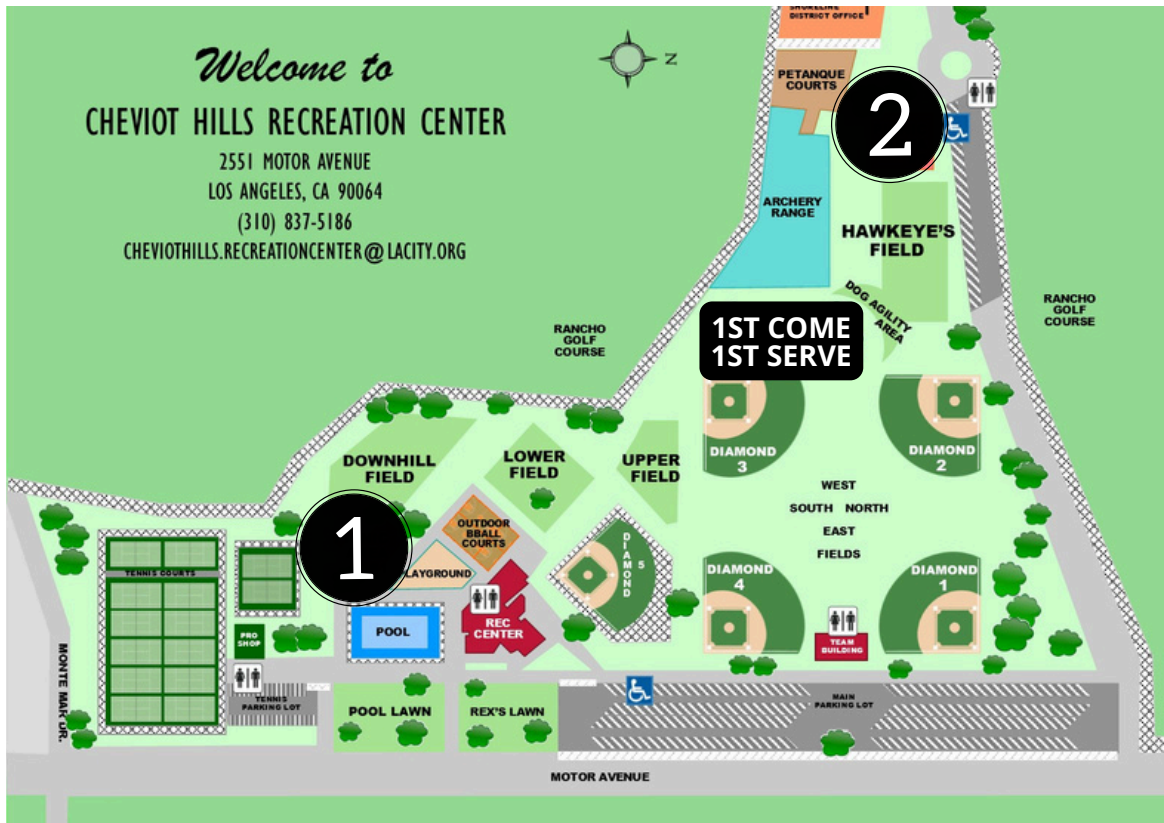 Welcome to
CHEVIOT HILLS RECREATION CENTER
2551 MOTOR AVENUE
LOS ANGELES, CA 90064
(310) 837-5186
CHEVIOTHILLS.RECREATIONCENTER@LACITY.ORG
N
SHORELINE
DISTRICT OFFICE
PETANQUE
COURTS
2
ARCHERY
RANGE
HAWKEYE'S
FIELD
DOG AGILITY
AREA
RANCHO
GOLF
COURSE
RANCHO
GOLF
COURSE
1ST COME
1ST SERVE
DIAMOND
3
DIAMOND
2
DOWNHILL
FIELD
LOWER
FIELD
UPPER
FIELD
WEST
SOUTH NORTH
EAST
FIELDS
1
OUTDOOR
BBALL
COURTS
DIAMOND 5
DIAMOND
4
DIAMOND
1
TENNIS COURTS
LAYGROUND
POOL
REC
CENTER
PRO
SHOP
TEAM
BUILDING
MONTE MAR DR.
TENNIS
PARKING LOT
POOL LAWN
REX'S LAWN
MAIN
PARKING LOT
MOTOR AVENUE